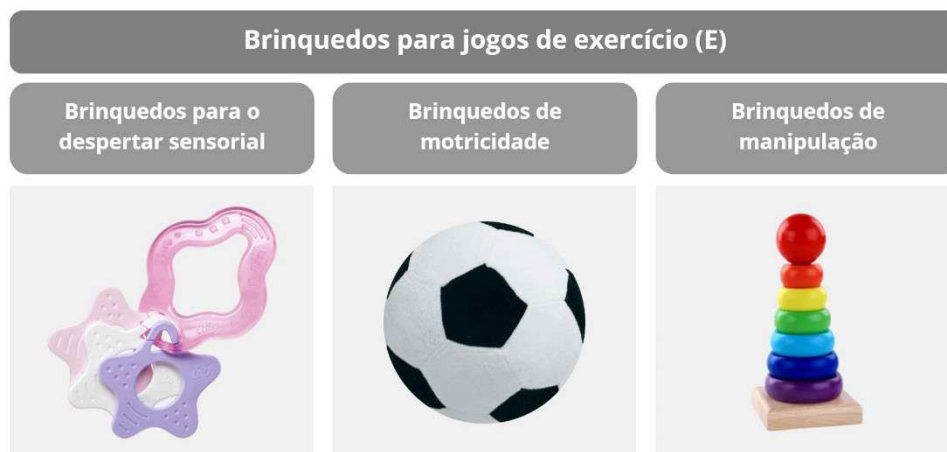 Brinquedos para jogos de exercício (E)
Brinquedos para o
despertar sensorial
Brinquedos de
motricidade
Brinquedos de
manipulação